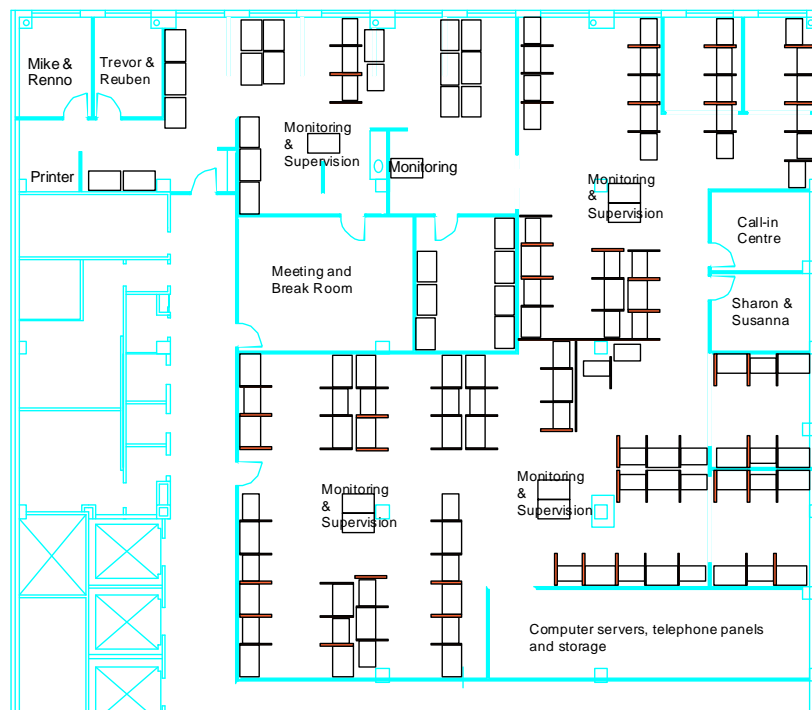 Mike &
Renno
Trevor &
Reuben
Monitoring
&
Supervision
Monitoring
Printer
Monitoring
&
Supervision
Call-in
Centre
Meeting and
Break Room
Sharon &
Susanna
Monitoring
&
Supervision
Monitoring
&
Supervision
Computer servers, telephone panels
and storage